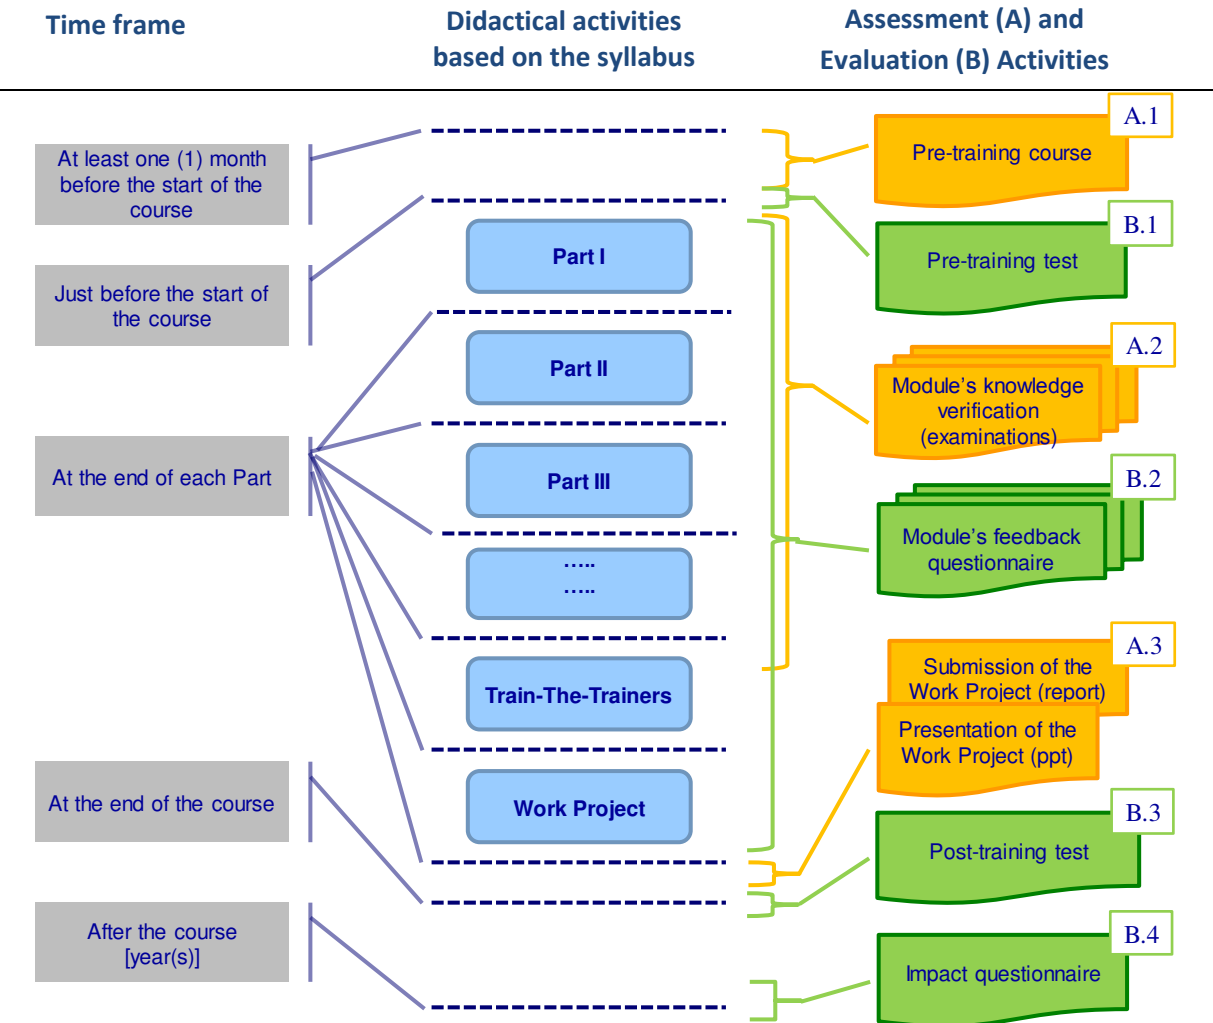 Time frame
Didactical activities
based on the syllabus
Assessment (A) and
Evaluation (B) Activities
At least one (1) month
before the start of the
course
Just before the start of
the course
At the end of each Part
At the end of the course
After the course
[year(s)]
Part I
Part II
Part III
.....
.....
Train-The-Trainers
Work Project
A.1
Pre-training course
B.1
Pre-training test
A.2
Module’s knowledge
verification
(examinations)
B.2
Module’s feedback
questionnaire
A.3
Submission of the
Work Project (report)
Presentation of the
Work Project (ppt)
B.3
Post-training test
B.4
Impact questionnaire